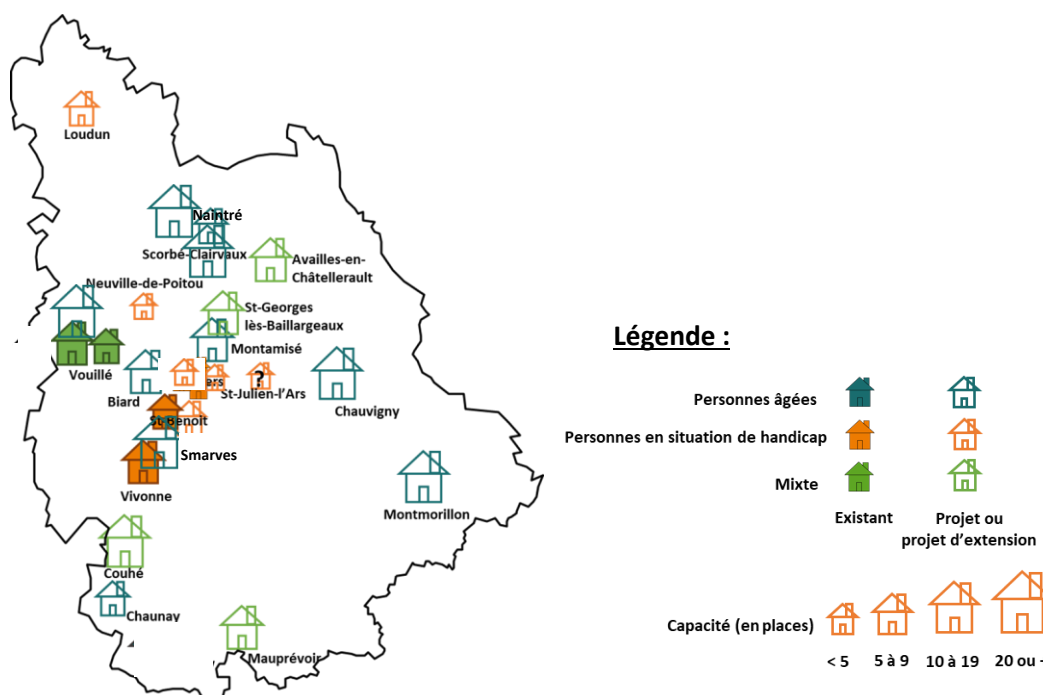 Loudun
Naintré
Scorbé-Clairvaux
Availles-en-
Châtellerault
Neuville-de-Poitou
St-Georges
lès-Baillargeaux
Montamisé
Vouillé
Biard
ers
?
St-Julien-l’Ars
Chauvigny
St-Benoit
Smarves
Vivonne
Montmorillon
Couhé
Chaunay
Mauprévoir
Légende :
Personnes âgées
Personnes en situation de handicap
Mixte
Existant
Projet ou
projet d’extension
Capacité (en places)
< 5
5 à 9
10 à 19
20 ou -